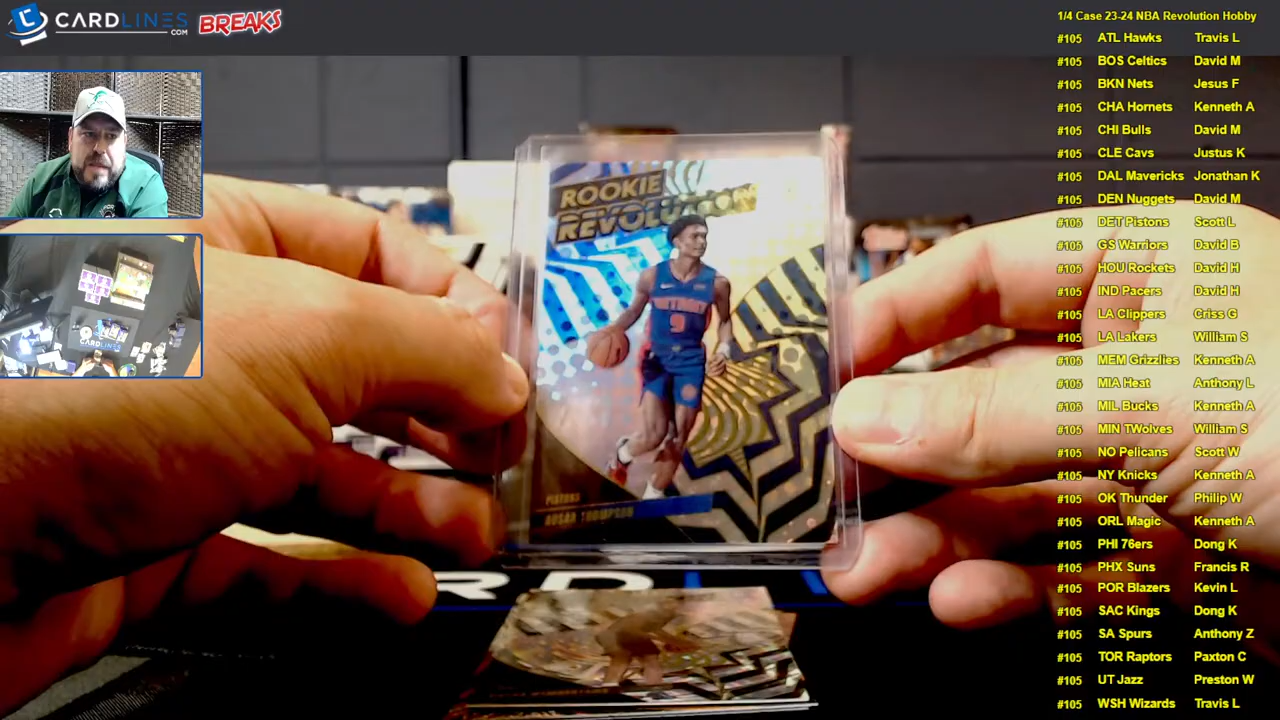 CARDLINES
.COM
BREAKS
1/4 Case 23-24 NBA Revolution Hobby
#105 ATL Hawks Travis L
#105 BOS Celtics David M
#105 BKN Nets Jesus F
#105 CHA Hornets Kenneth A
#105 CHI Bulls David M
#105 CLE Cavs Justus K
#105 DAL Mavericks Jonathan K
#105 DEN Nuggets David M
#105 DET Pistons Scott L
#105 GS Warriors David B
#105 HOU Rockets David H
#105 IND Pacers David H
#105 LA Clippers Criss G
#105 LA Lakers William S
#105 MEM Grizzlies Kenneth A
#105 MIA Heat Anthony L
#105 MIL Bucks Kenneth A
#105 MIN TWolves William S
#105 NO Pelicans Scott W
#105 NY Knicks Kenneth A
#105 OK Thunder Philip W
#105 ORL Magic Kenneth A
#105 PHI 76ers Dong K
#105 PHX Suns Francis R
#105 POR Blazers Kevin L
#105 SAC Kings Dong K
#105 SA Spurs Anthony Z
#105 TOR Raptors Paxton C
#105 UT Jazz Preston W
#105 WSH Wizards Travis L
ROOKIE
REVOLUTION
DETROIT
9
PISTONS
AUSAR THOMPSON
CARDLINES